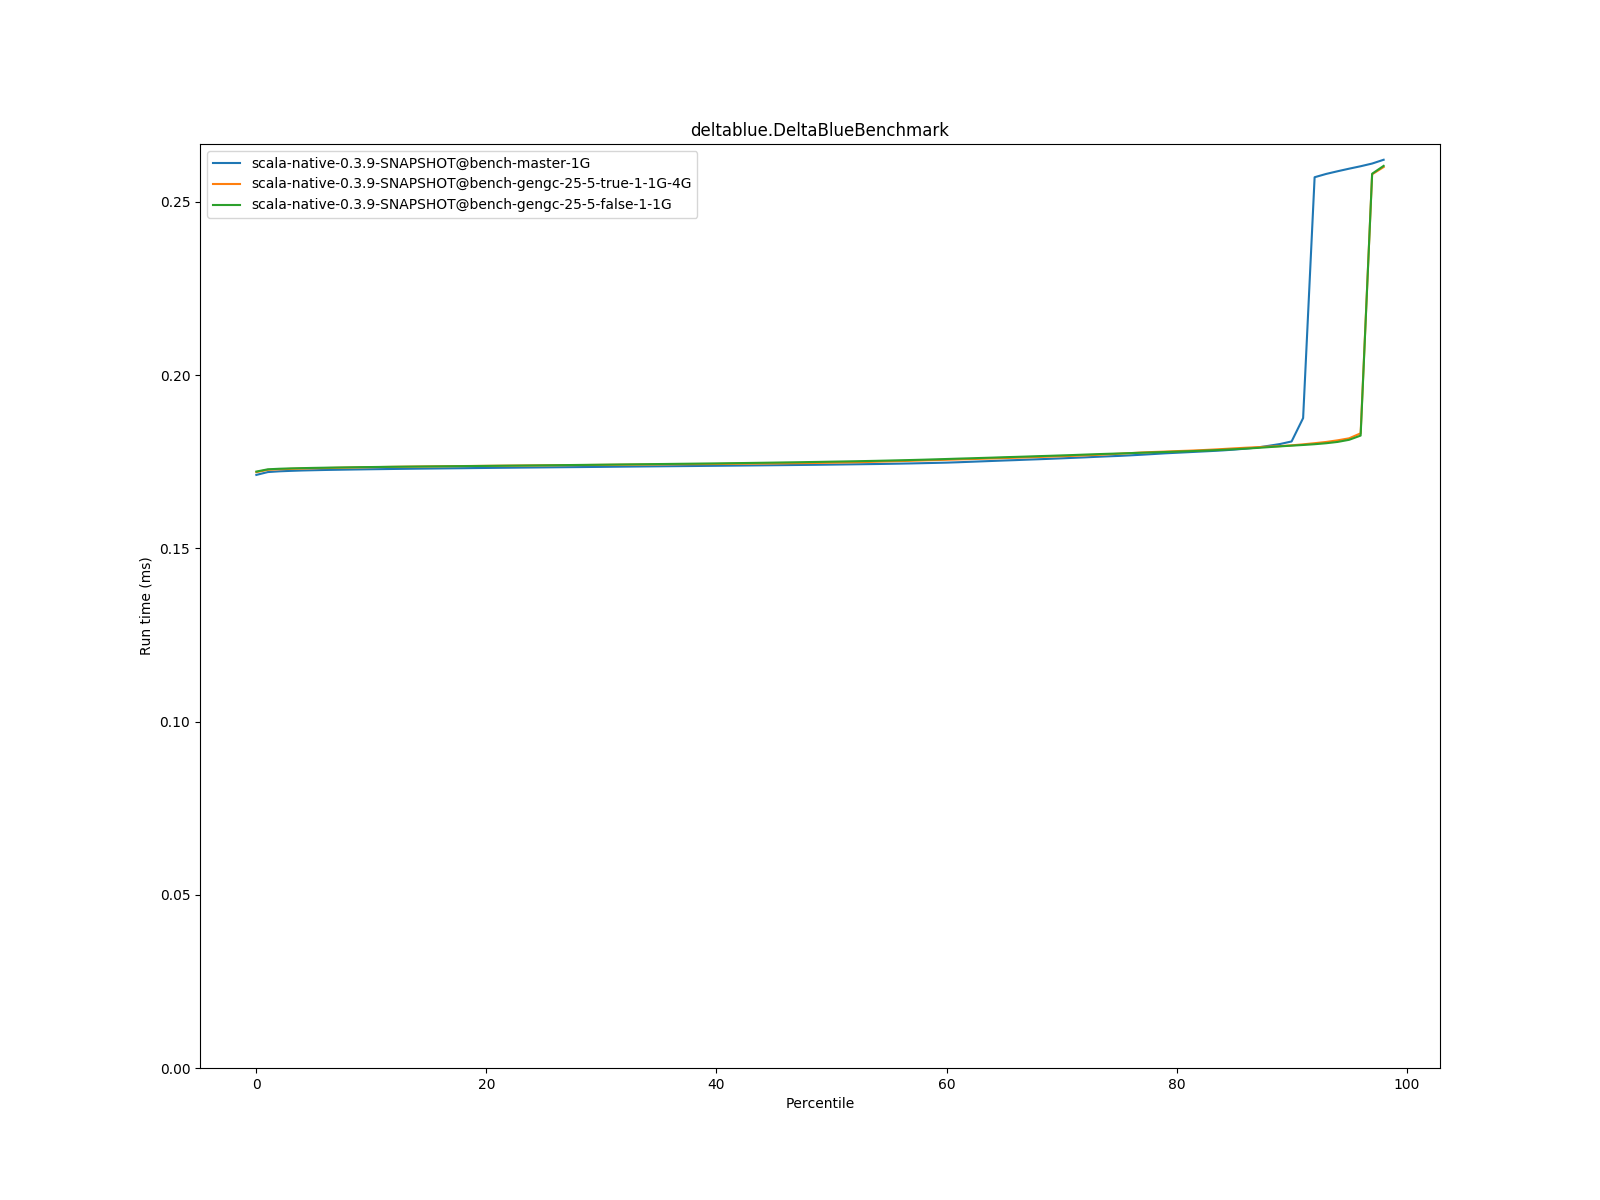 deltablue.DeltaBlueBenchmark
scala-native-0.3.9-SNAPSHOT@bench-master-1G
scala-native-0.3.9-SNAPSHOT@bench-gengc-25-5-true-1-1G-4G
scala-native-0.3.9-SNAPSHOT@bench-gengc-25-5-false-1-1G
0.25
0.20
0.15
0.10
0.05
0.00
Run time (ms)
0 20 40 60 80 100
Percentile